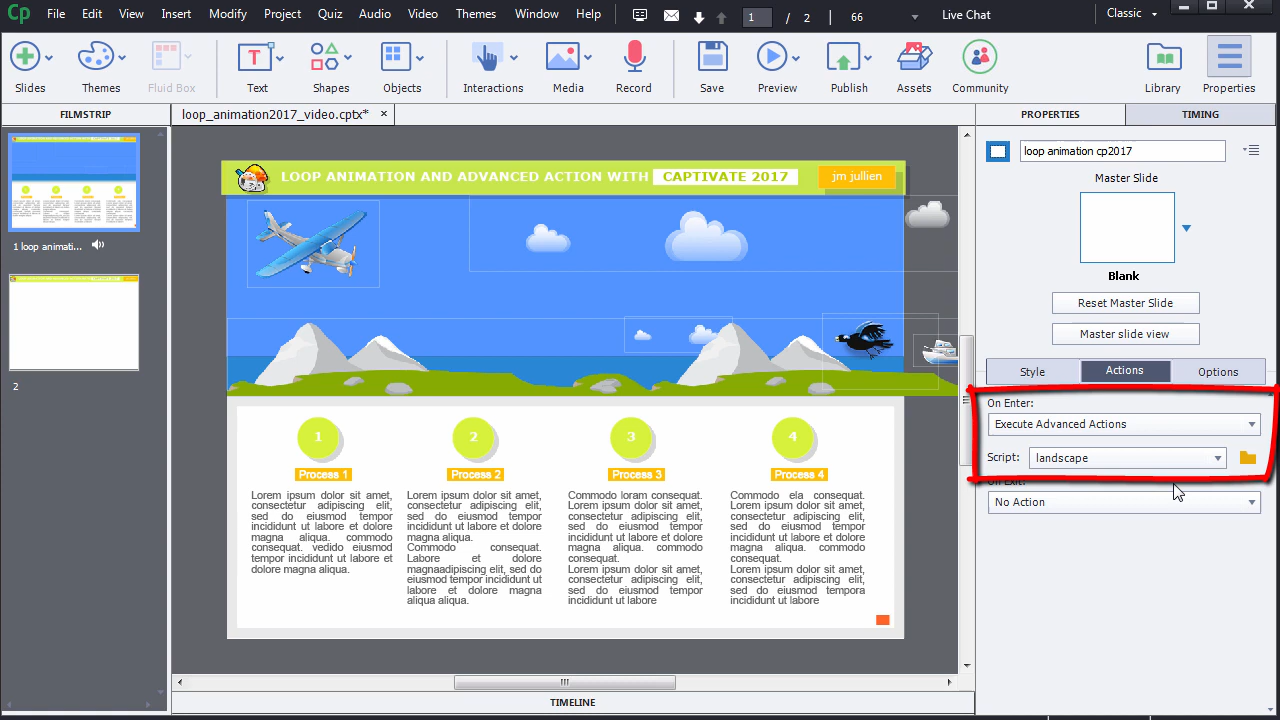 Cp File Edit View Insert Modify Project Quiz Audio Video Themes Window Help 1 / 2 66 Live Chat Classic
Slides Themes Fluid Box Text Shapes Objects Interactions Media Record Save Preview Publish Assets Community Library Properties
FILMSTRIP
loop_animation2017_video.cptx* ×
PROPERTIES TIMING
1 loop animati...
2
LOOP ANIMATION AND ADVANCED ACTION WITH CAPTIVATE 2017 jm jullien
1
Process 1
Lorem ipsum dolor sit amet,
consectetur adipiscing elit,
sed do eiusmod tempor
incididunt ut labore et dolore
magna aliqua. commodo
consequat. vedido eiusmod
tempor incididunt ut labore et
dolore magna aliqua.
2
Process 2
Lorem ipsum dolor sit amet,
consectetur adipiscing elit,
sed do eiusmod tempor
incididunt ut labore et dolore
magna aliqua.
Commodo consequat.
Labore et dolore
magnaadipiscing elit, sed do
eiusmod tempor incididunt ut
labore et dolore magna
aliqua aliqua.
3
Process 3
Commodo loram consequat.
Lorem ipsum dolor sit amet,
consectetur adipiscing elit,
sed do eiusmod tempor
incididunt ut labore et dolore
magna aliqua. commodo
consequat.
Lorem ipsum dolor sit amet,
consectetur adipiscing elit,
sed do eiusmod tempor
incididunt ut labore
4
Process 4
Commodo ela consequat.
Lorem ipsum dolor sit amet,
consectetur adipiscing elit,
sed do eiusmod tempor
incididunt ut labore et dolore
magna aliqua. commodo
consequat.
Lorem ipsum dolor sit amet,
consectetur adipiscing elit,
sed do eiusmod tempora
incididunt ut labore
TIMELINE
loop animation cp2017
Master Slide
Blank
Reset Master Slide
Master slide view
Style Actions Options
On Enter:
Execute Advanced Actions
Script: landscape
On Exit:
No Action